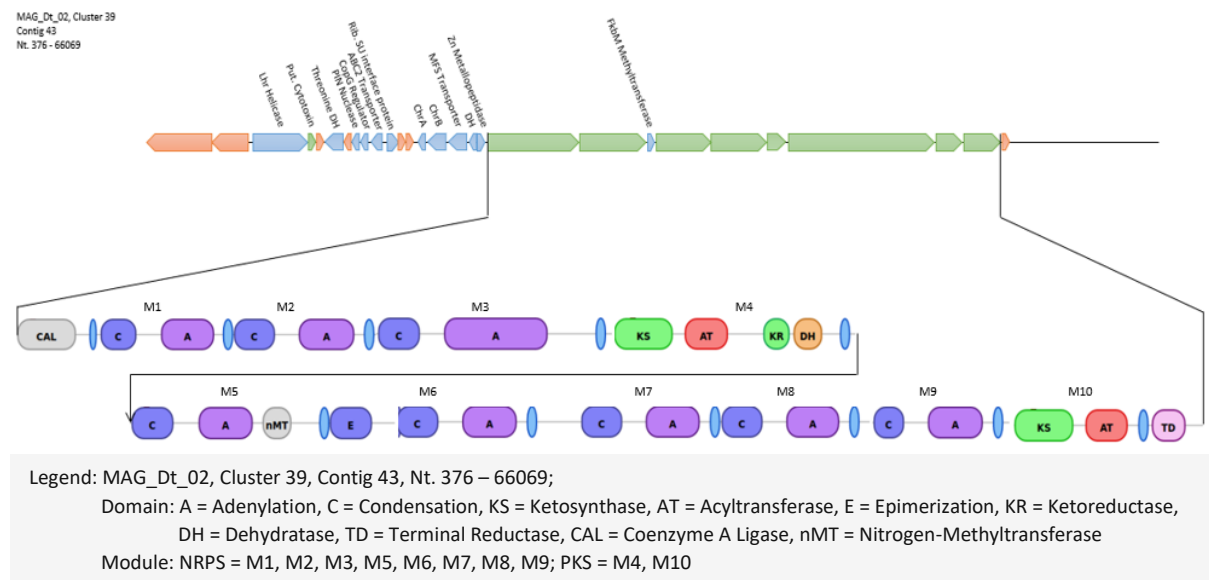 MAG_Dt_02, Cluster 39
Contig 43
Nt. 376 - 66069
Lhr Helicase
Put. Cytotoxin
Threonine DH
PIN Nuclease
CopG Regulator
ABC2 Transporter
Rib. SU interface protein
ChrA
ChrB
MFS Transporter
DH
Zn Metallopeptidase
FkbM Methyltransferase
M1 M2 M3 M4
CAL C A C A C A KS AT KR DH
M5 M6 M7 M8 M9 M10
C A nMT E C A C A C A C A KS AT TD
Legend: MAG_Dt_02, Cluster 39, Contig 43, Nt. 376 – 66069;
Domain: A = Adenylation, C = Condensation, KS = Ketosynthase, AT = Acyltransferase, E = Epimerization, KR = Ketoreductase,
DH = Dehydratase, TD = Terminal Reductase, CAL = Coenzyme A Ligase, nMT = Nitrogen-Methyltransferase
Module: NRPS = M1, M2, M3, M5, M6, M7, M8, M9; PKS = M4, M10